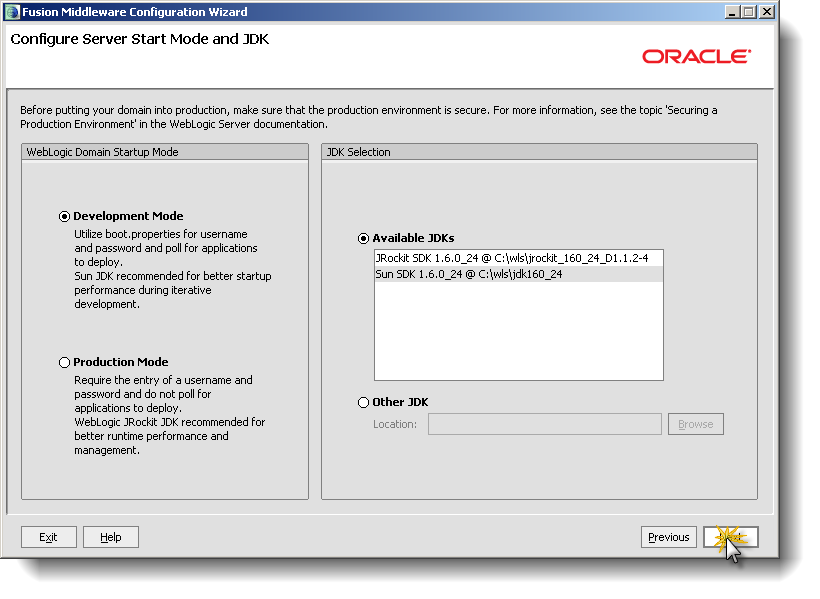 Fusion Middleware Configuration Wizard
Configure Server Start Mode and JDK
ORACLE®
Before putting your domain into production, make sure that the production environment is secure. For more information, see the topic 'Securing a
Production Environment' in the WebLogic Server documentation.
WebLogic Domain Startup Mode
Development Mode
Utilize boot.properties for username
and password and poll for applications
to deploy.
Sun JDK recommended for better startup
performance during iterative
development.
Production Mode
Require the entry of a username and
password and do not poll for
applications to deploy.
WebLogic JRockit JDK recommended for
better runtime performance and
management.
JDK Selection
Available JDKs
JRockit SDK 1.6.0_24 @ C:\wls\jrockit_160_24_D1.1.2-4
Sun SDK 1.6.0_24 @ C:\wls\jdk160_24
Other JDK
Location:
Browse
Exit
Help
Previous